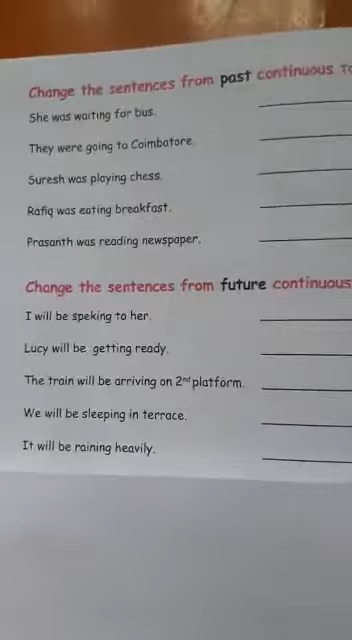 Change the sentences from past continuous
She was waiting for bus.
They were going to Coimbatore.
Suresh was playing chess.
Rafiq was eating breakfast.
Prasanth was reading newspaper.
Change the sentences from future continuous
I will be speking to her.
Lucy will be getting ready.
The train will be arriving on 2nd platform.
We will be sleeping in terrace.
It will be raining heavily.